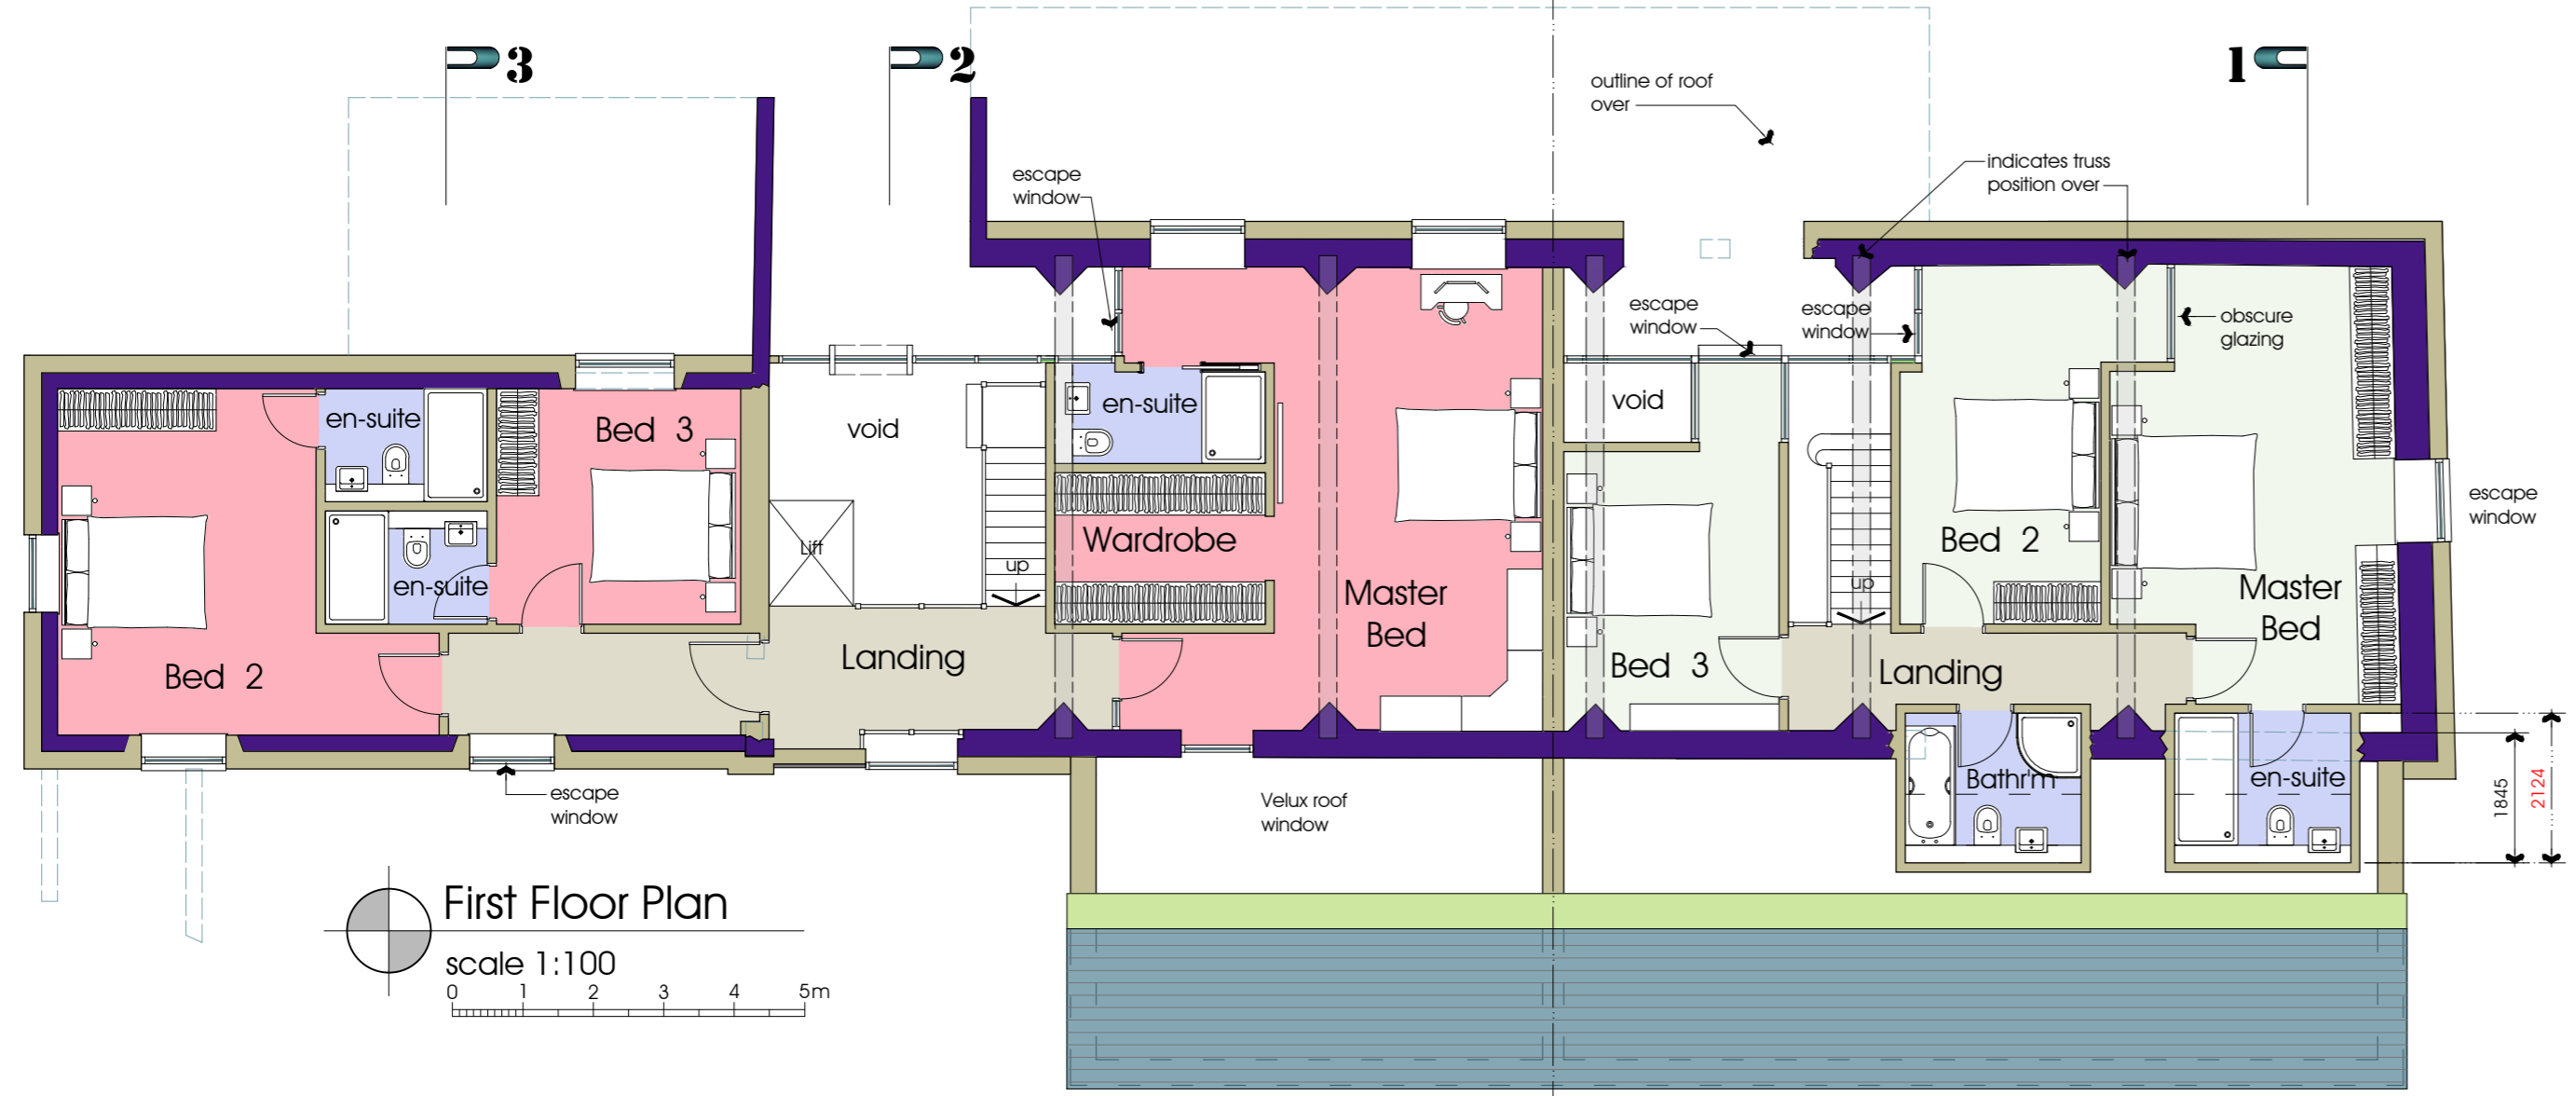 3
2
1
outline of roof
over
indicates truss
position over
escape
window
escape
window
escape
window
obscure
glazing
en-suite
Bed 3
void
en-suite
void
escape
window
Lift
up
Wardrobe
Bed 2
en-suite
up
Master
Bed
Master
Bed
Bed 2
Landing
Bed 3
Landing
escape
window
Velux roof
window
Bathr'm
en-suite
1845
2124
First Floor Plan
scale 1:100
0 1 2 3 4 5m